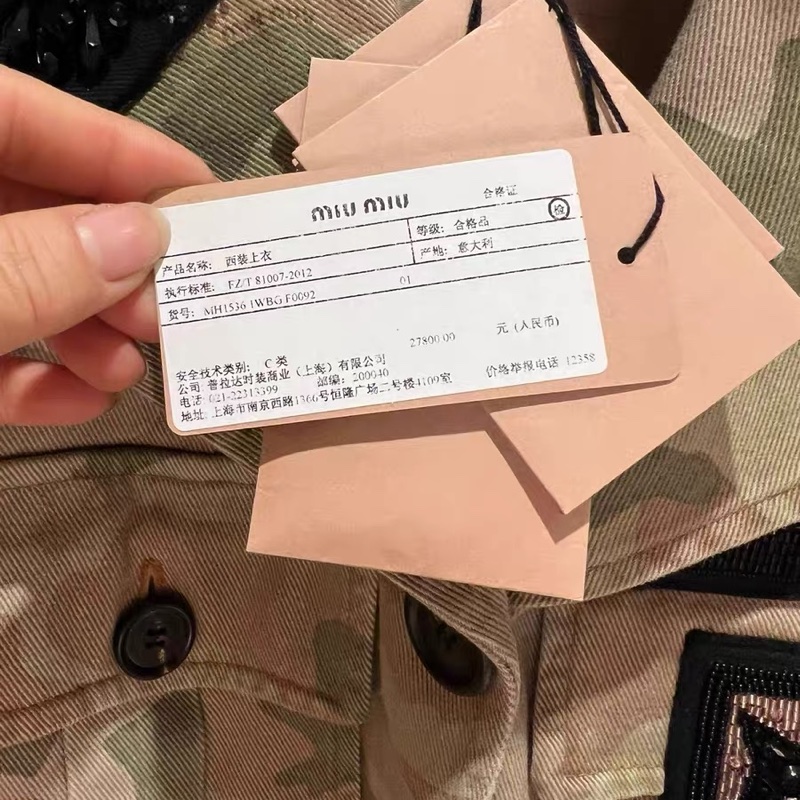 miu miu
合格证
产品名称: 西装上衣
等级: 合格品
检
执行标准: FZ/T 81007-2012
产地: 意大利
货号: MH1536 1WBG F0092
01
27800.00 元 (人民币)
安全技术类别: C 类
公司: 普拉达时装商业（上海）有限公司
电话: 021-22313399 邮编: 200040
价格举报电话 12358
地址: 上海市南京西路1366号恒隆广场二号楼4109室